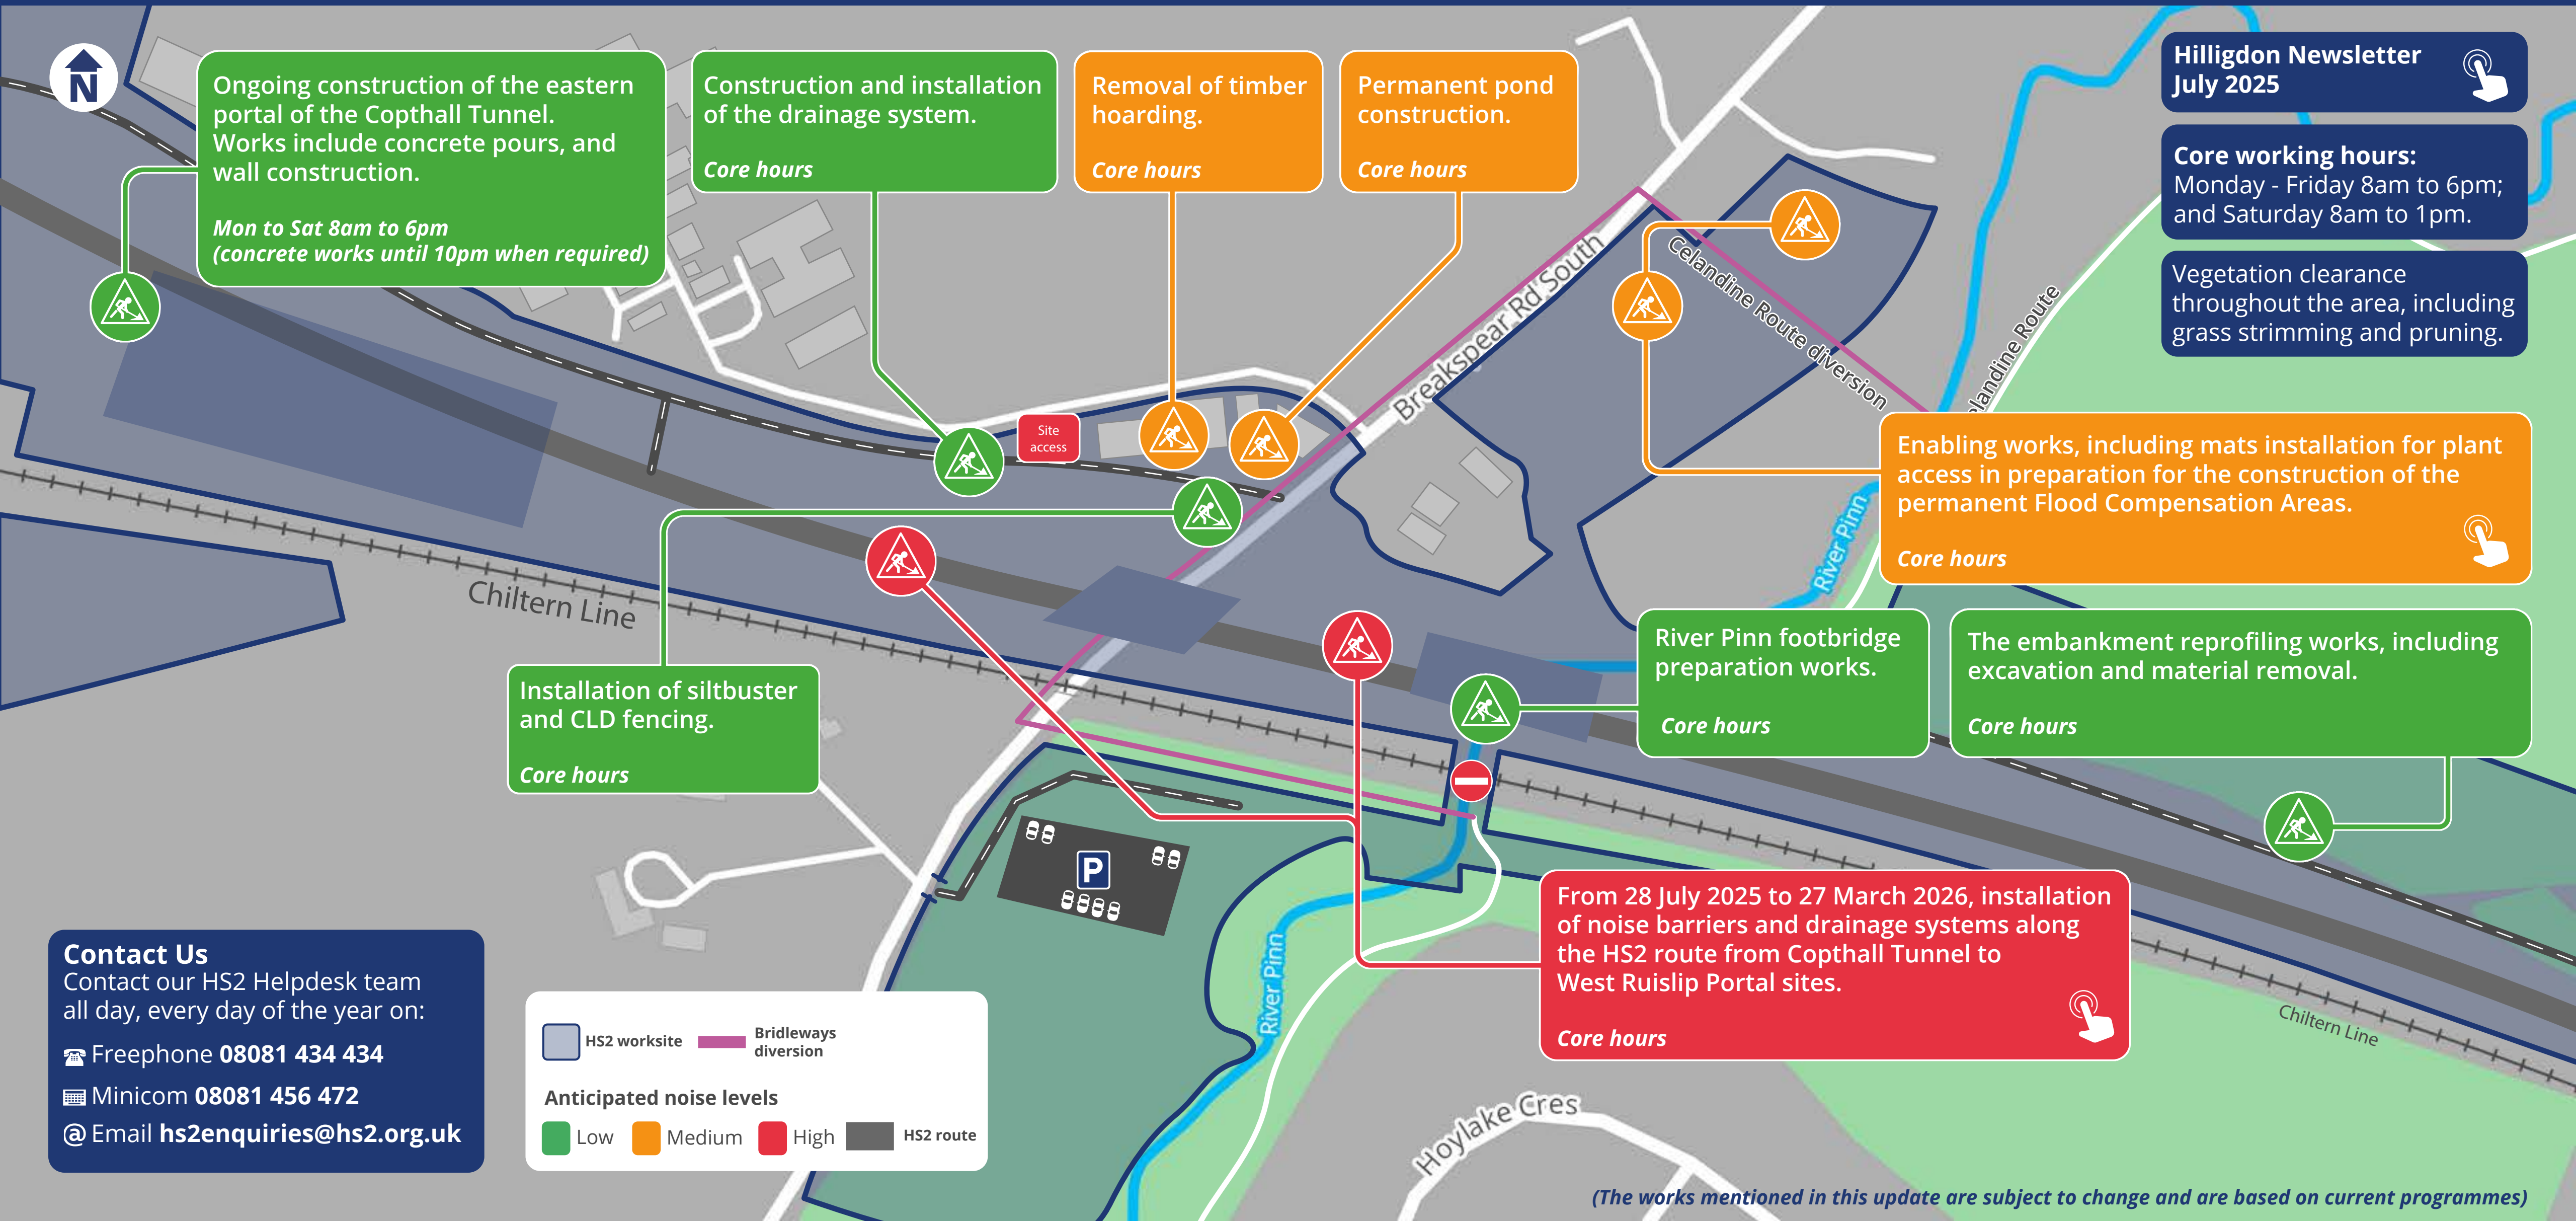 N
Ongoing construction of the eastern
portal of the Copthall Tunnel.
Works include concrete pours, and
wall construction.
Mon to Sat 8am to 6pm
(concrete works until 10pm when required)
Construction and installation
of the drainage system.
Core hours
Removal of timber
hoarding.
Core hours
Permanent pond
construction.
Core hours
Hilligdon Newsletter
July 2025
Core working hours:
Monday - Friday 8am to 6pm;
and Saturday 8am to 1pm.
Vegetation clearance
throughout the area, including
grass strimming and pruning.
Breakspear Rd South
Celandine Route diversion
elandine Route
Site
access
Enabling works, including mats installation for plant
access in preparation for the construction of the
permanent Flood Compensation Areas.
Core hours
River Pinn
Chiltern Line
Installation of siltbuster
and CLD fencing.
Core hours
River Pinn footbridge
preparation works.
Core hours
The embankment reprofiling works, including
excavation and material removal.
Core hours
P
From 28 July 2025 to 27 March 2026, installation
of noise barriers and drainage systems along
the HS2 route from Copthall Tunnel to
West Ruislip Portal sites.
Core hours
River Pinn
Chiltern Line
Contact Us
Contact our HS2 Helpdesk team
all day, every day of the year on:
Freephone 08081 434 434
Minicom 08081 456 472
@ Email hs2enquiries@hs2.org.uk
HS2 worksite
Bridleways
diversion
Anticipated noise levels
Low
Medium
High
HS2 route
Hoylake Cres
(The works mentioned in this update are subject to change and are based on current programmes)